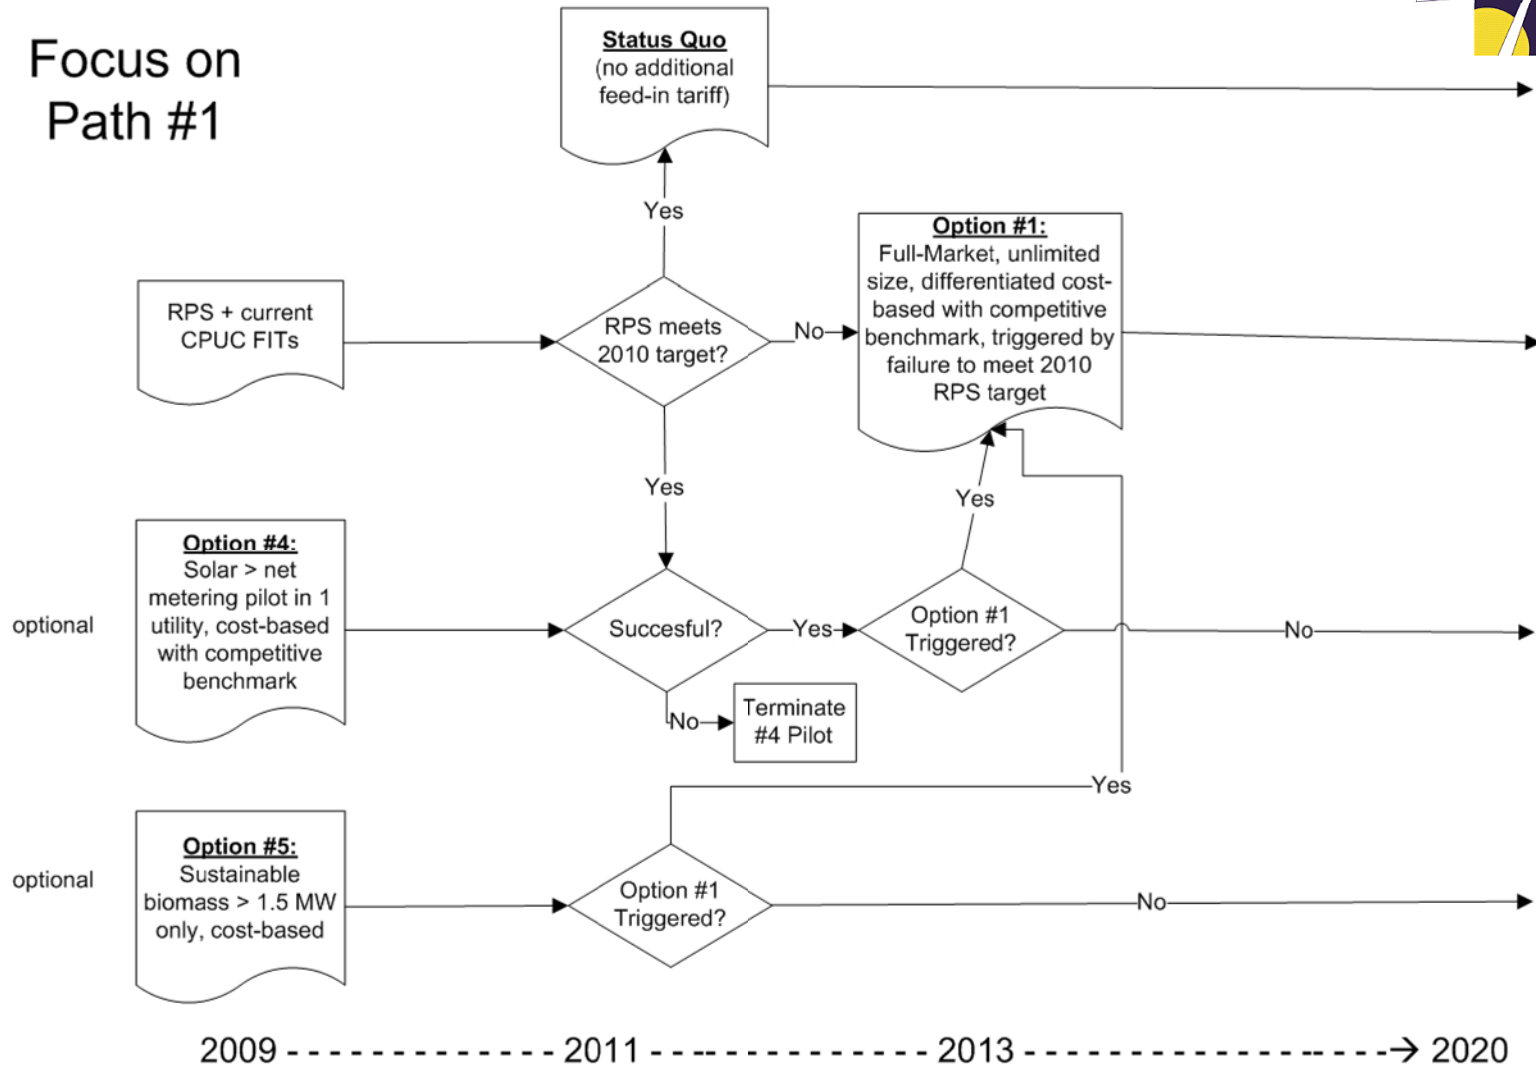 Focus on
Path #1
Status Quo
(no additional
feed-in tariff)
Yes
RPS + current
CPUC FITs
RPS meets
2010 target?
No
Option #1:
Full-Market, unlimited
size, differentiated cost-
based with competitive
benchmark, triggered by
failure to meet 2010
RPS target
Yes
Yes
optional
Option #4:
Solar > net
metering pilot in 1
utility, cost-based
with competitive
benchmark
Succesful?
Yes
Option #1
Triggered?
No
No
Terminate
#4 Pilot
Yes
optional
Option #5:
Sustainable
biomass > 1.5 MW
only, cost-based
Option #1
Triggered?
No
2009 - - - - - - - - - - - - - 2011 - - - - - - - - - - - - - 2013 - - - - - - - - - - - - - - - - - -→ 2020